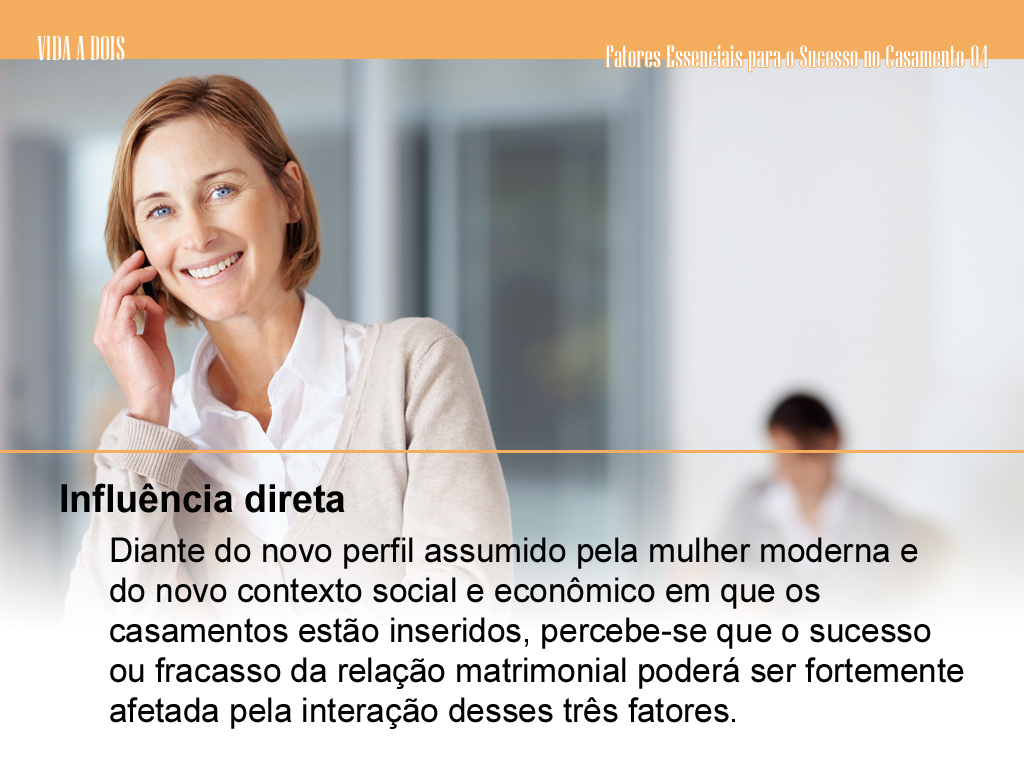 VIDA A DOIS
Fatores Essenciais para o Sucesso no Casamento 04
Influência direta
Diante do novo perfil assumido pela mulher moderna e
do novo contexto social e econômico em que os
casamentos estão inseridos, percebe-se que o sucesso
ou fracasso da relação matrimonial poderá ser fortemente
afetada pela interação desses três fatores.